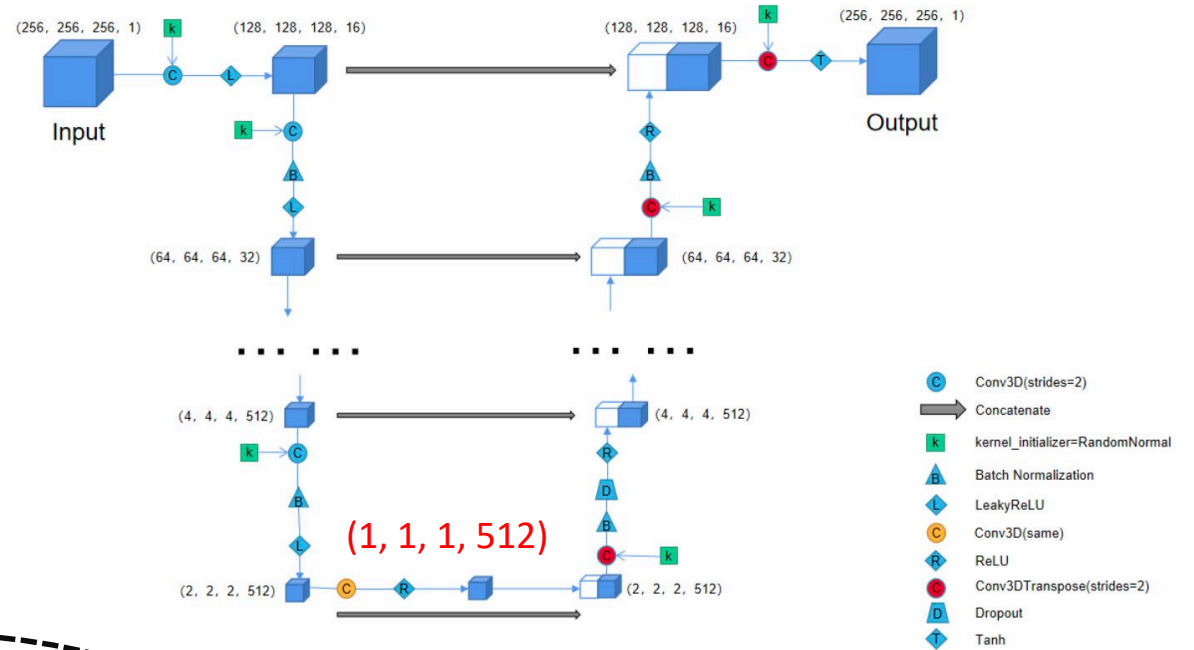 (256, 256, 256, 1)
k
(128, 128, 128, 16)
(128, 128, 128, 16)
k
(256, 256, 256, 1)
C
L
C
T
Input
Output
k
C
R
B
B
L
C
k
(64, 64, 64, 32)
(64, 64, 64, 32)
... ...
... ...
(4, 4, 4, 512)
(4, 4, 4, 512)
k
C
R
B
D
L
B
(1, 1, 1, 512)
C
k
(2, 2, 2, 512)
C
R
(2, 2, 2, 512)
C Conv3D(strides=2)
Concatenate
k kernel_initializer=RandomNormal
B Batch Normalization
L LeakyReLU
C Conv3D(same)
R ReLU
C Conv3DTranspose(strides=2)
D Dropout
T Tanh